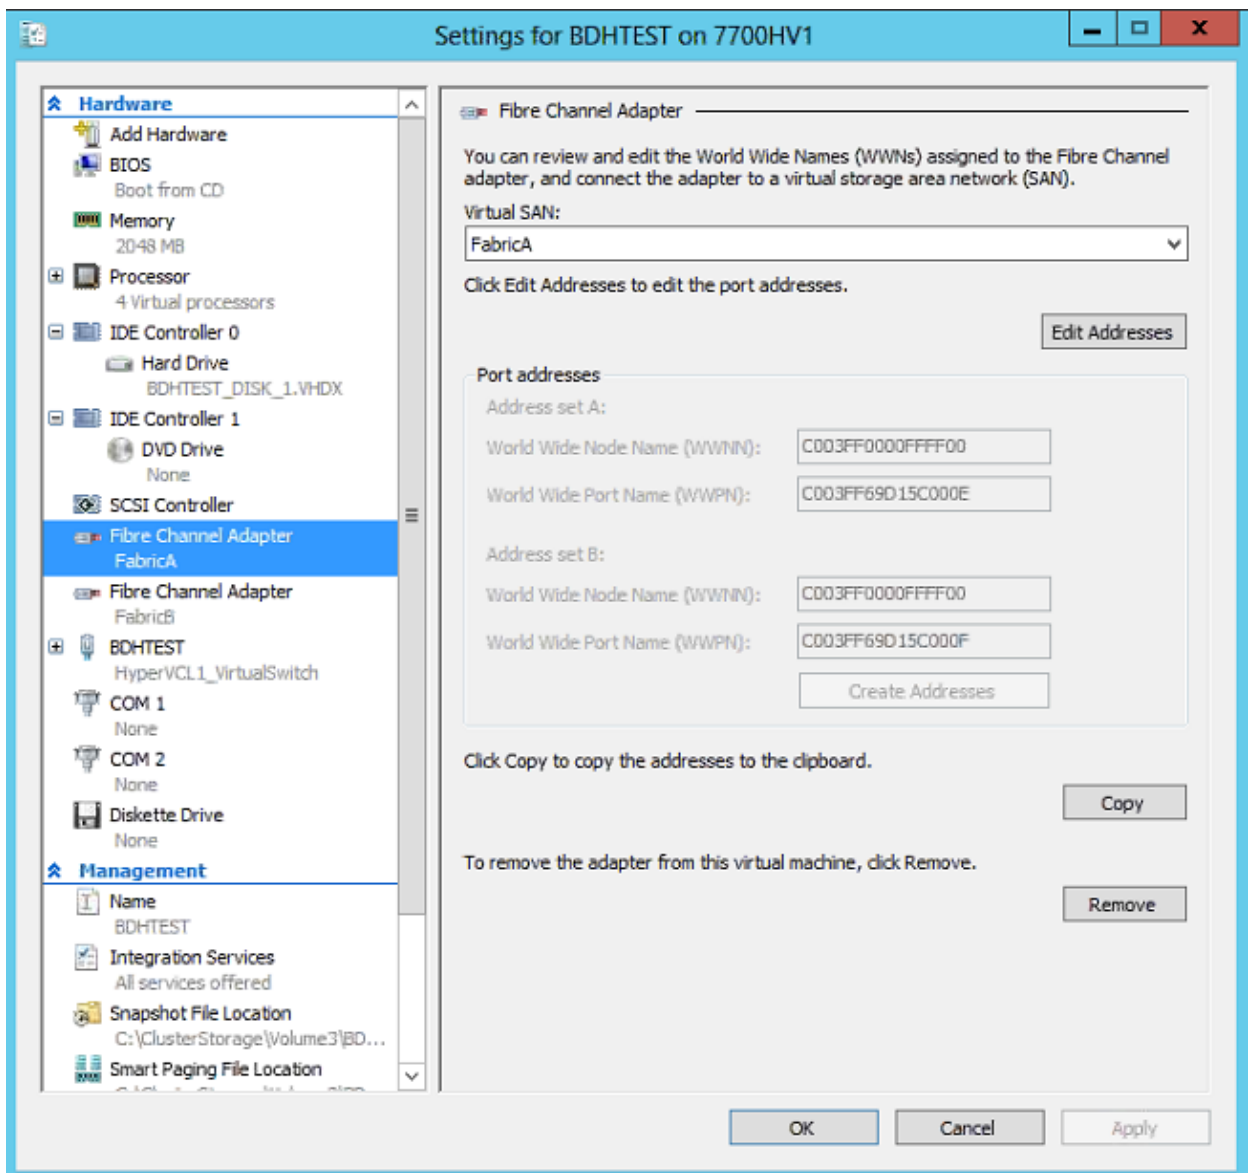 Settings for BDHTEST on 7700HV1
Hardware
Add Hardware
BIOS
Boot from CD
Memory
2048 MB
Processor
4 Virtual processors
IDE Controller 0
Hard Drive
BDHTEST_DISK_1.VHDX
IDE Controller 1
DVD Drive
None
SCSI Controller
Fibre Channel Adapter
FabricA
Fibre Channel Adapter
FabricB
BDHTEST
HyperVCL1_VirtualSwitch
COM 1
None
COM 2
None
Diskette Drive
None
Management
Name
BDHTEST
Integration Services
All services offered
Snapshot File Location
C:\ClusterStorage\Volume3\BD...
Smart Paging File Location
Fibre Channel Adapter
You can review and edit the World Wide Names (WWNs) assigned to the Fibre Channel
adapter, and connect the adapter to a virtual storage area network (SAN).
Virtual SAN:
FabricA
Click Edit Addresses to edit the port addresses.
Edit Addresses
Port addresses
Address set A:
World Wide Node Name (WWNN): C003FF0000FFFF00
World Wide Port Name (WWPN): C003FF69D15C000E
Address set B:
World Wide Node Name (WWNN): C003FF0000FFFF00
World Wide Port Name (WWPN): C003FF69D15C000F
Create Addresses
Click Copy to copy the addresses to the clipboard.
Copy
To remove the adapter from this virtual machine, click Remove.
Remove
OK Cancel Apply